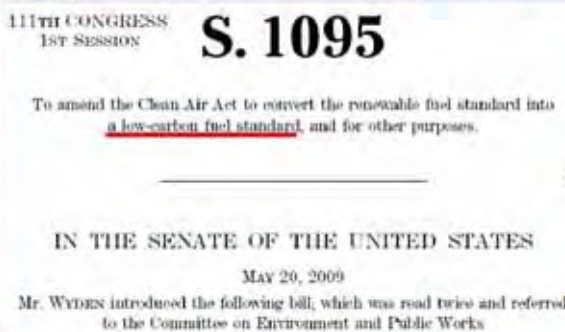 111TH CONGRESS
1ST SESSION
S. 1095
To amend the Clean Air Act to convert the renewable fuel standard into
a low-carbon fuel standard, and for other purposes.
IN THE SENATE OF THE UNITED STATES
MAY 20, 2009
Mr. WYDEN introduced the following bill; which was read twice and referred
to the Committee on Environment and Public Works